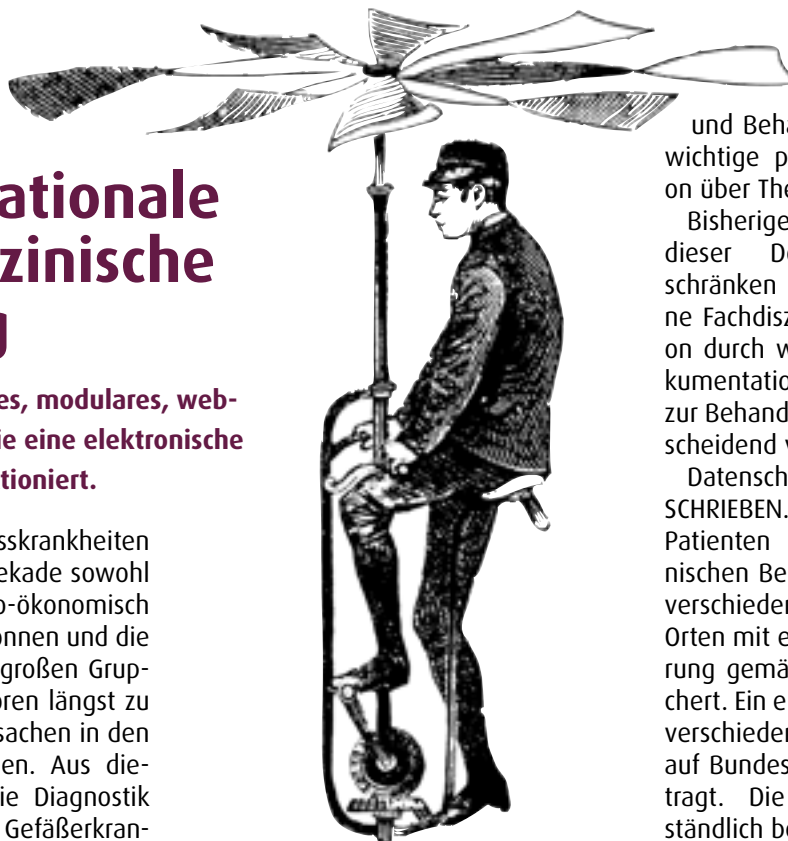 ationale
zinische
g
es, modulares, web-
ie eine elektronische
tioniert.
sskrankheiten
ekade sowohl
o-ökonomisch
onnen und die
großen Grup-
oren längst zu
sachen in den
en. Aus die-
ie Diagnostik
Gefäßerkran-
und Beha
wichtige p
on über The
Bisherige
dieser De
schränken
ne Fachdisz
on durch w
kumentatio
zur Behand
scheidend v
Datensch
SCHRIEBEN.
Patienten
nischen Be
verschieden
Orten mit e
rung gemä
chert. Ein e
verschieden
auf Bundes
tragt. Die
ständlich be